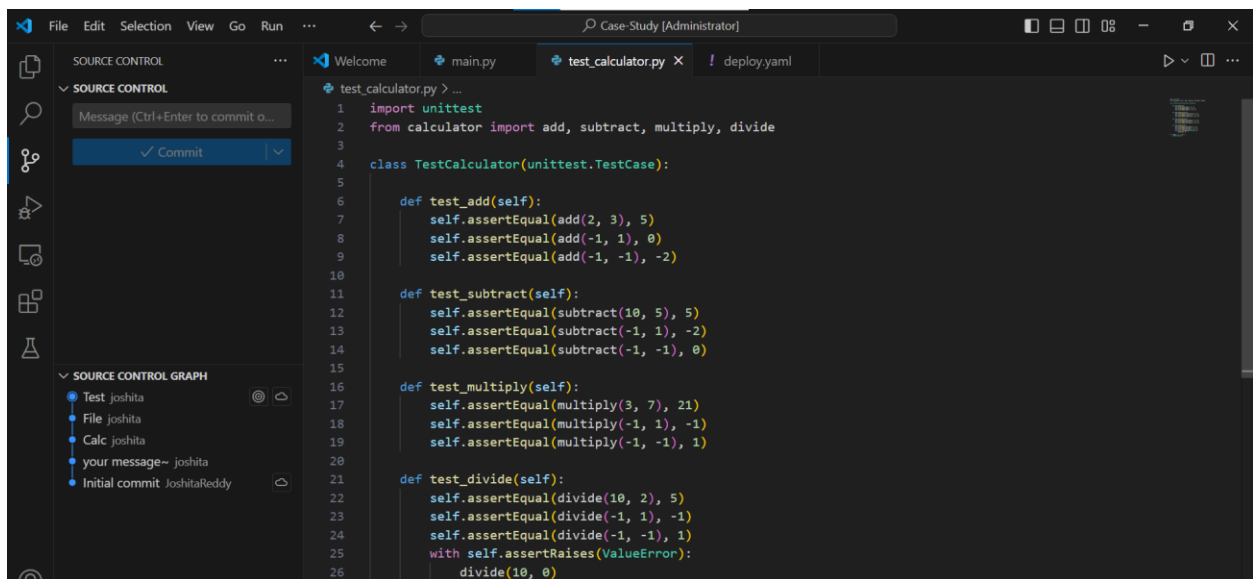 File Edit Selection View Go Run ···
Case-Study [Administrator]
SOURCE CONTROL ···
Welcome
main.py
test_calculator.py
! deploy.yaml
SOURCE CONTROL
Message (Ctrl+Enter to commit o...
Commit
SOURCE CONTROL GRAPH
Test joshita
File joshita
Calc joshita
your message~ joshita
Initial commit JoshitaReddy
test_calculator.py > ...
1 import unittest
2 from calculator import add, subtract, multiply, divide
3
4 class TestCalculator(unittest.TestCase):
5
6 def test_add(self):
7 self.assertEqual(add(2, 3), 5)
8 self.assertEqual(add(-1, 1), 0)
9 self.assertEqual(add(-1, -1), -2)
10
11 def test_subtract(self):
12 self.assertEqual(subtract(10, 5), 5)
13 self.assertEqual(subtract(-1, 1), -2)
14 self.assertEqual(subtract(-1, -1), 0)
15
16 def test_multiply(self):
17 self.assertEqual(multiply(3, 7), 21)
18 self.assertEqual(multiply(-1, 1), -1)
19 self.assertEqual(multiply(-1, -1), 1)
20
21 def test_divide(self):
22 self.assertEqual(divide(10, 2), 5)
23 self.assertEqual(divide(-1, 1), -1)
24 self.assertEqual(divide(-1, -1), 1)
25 with self.assertRaises(ValueError):
26 divide(10, 0)